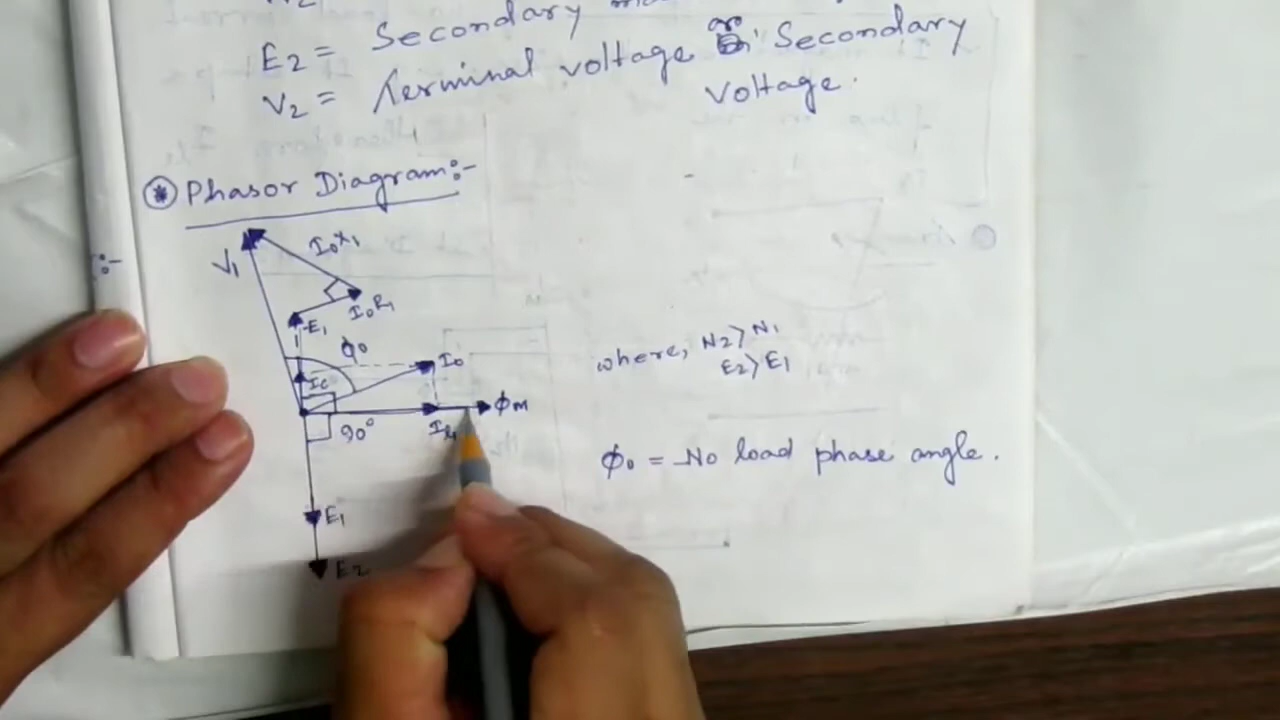 E2 = Secondary
V2 = Terminal voltage or Secondary
voltage.
* Phasor Diagram:-
V1
I0X1
I0R1
-E1
φ0
I0
Ic
φM
90°
E1
E2
where, N2 > N1
E2 > E1
φ0 = No load phase angle.
:-